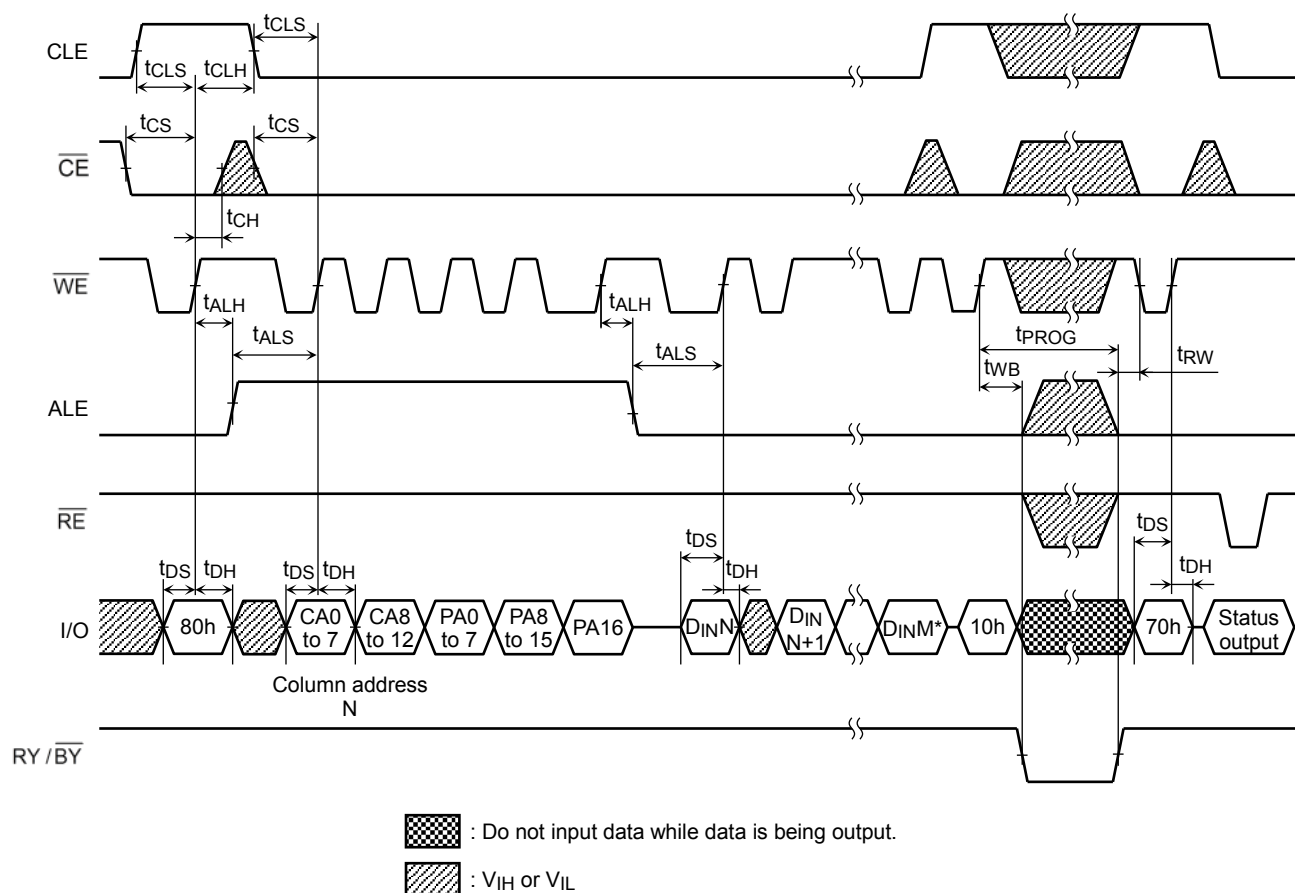 CLE
tCLS
tCLS
tCLH
CE
tCS
tCS
tCH
WE
tALH
tALS
tALH
tALS
tPROG
tWB
tRW
ALE
RE
tDS
tDH
tDS
tDH
tDS
tDH
tDS
tDH
I/O
80h
CA0
to 7
CA8
to 12
PA0
to 7
PA8
to 15
PA16
DINN
DIN
N+1
DINM*
10h
70h
Status
output
Column address
N
RY / BY
: Do not input data while data is being output.
: VIH or VIL